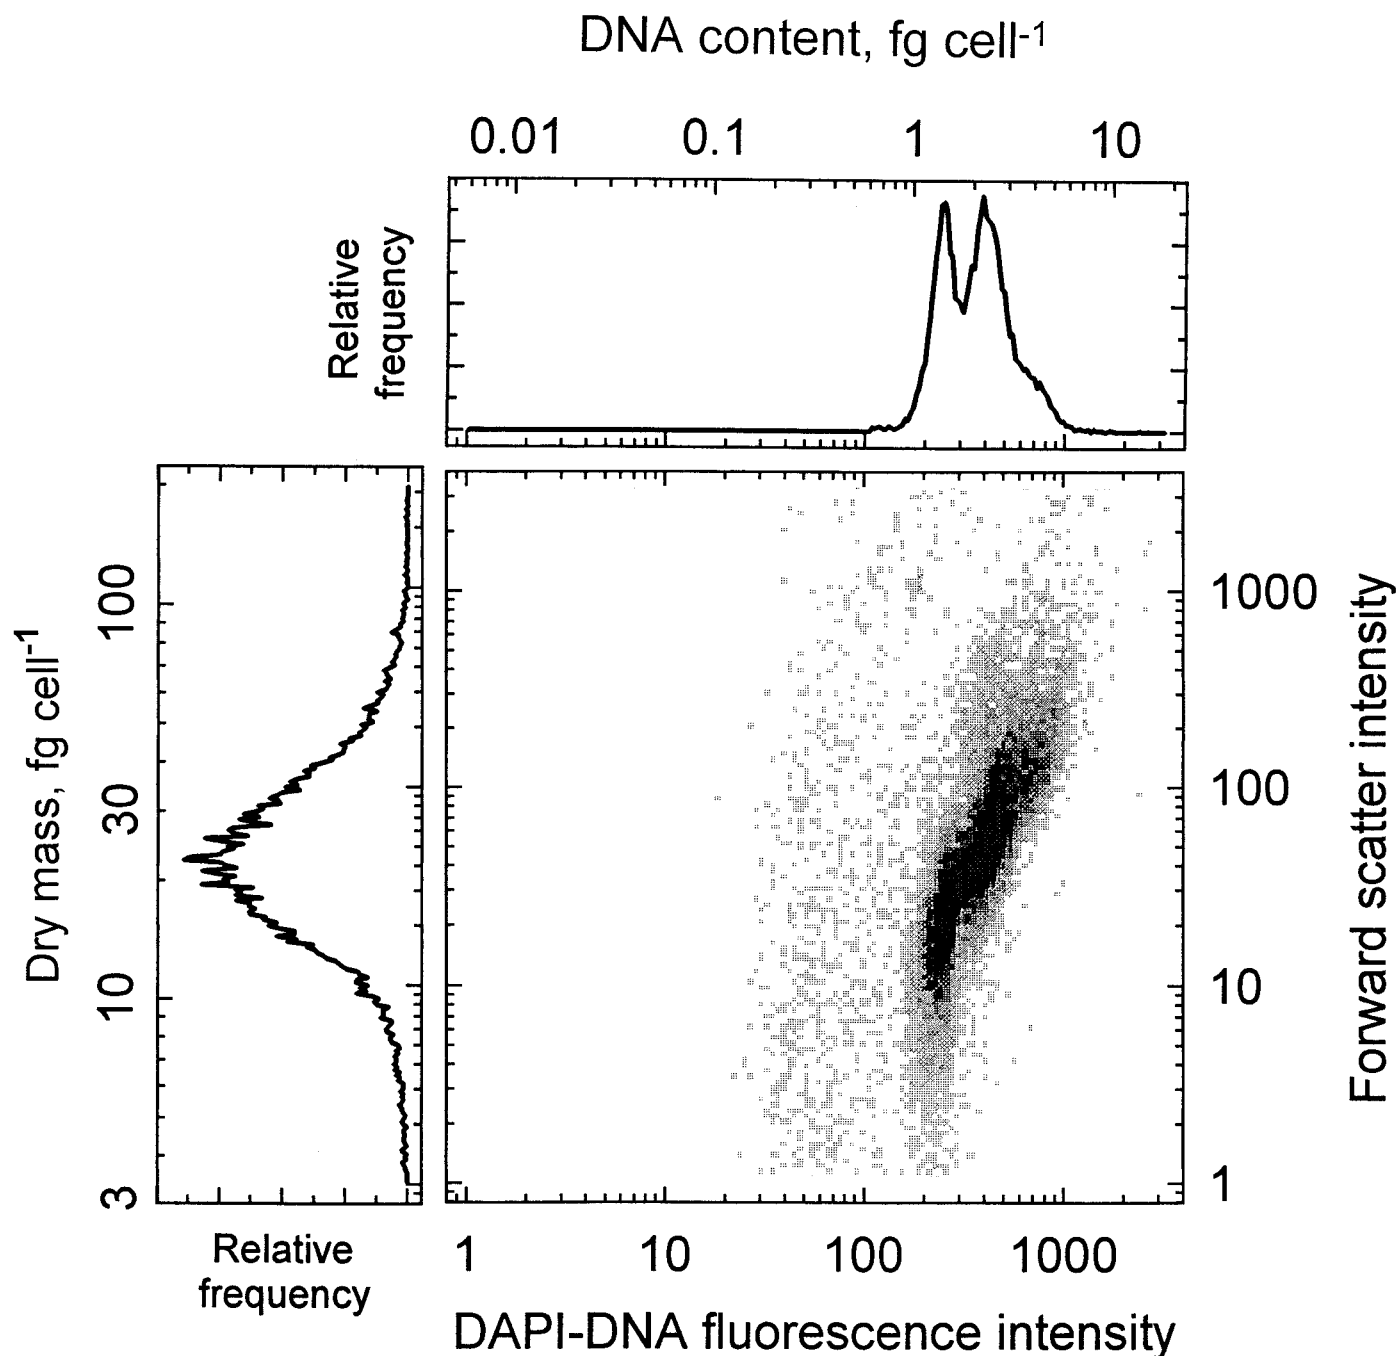 DNA content, fg cell-1
0.01 0.1 1 10
Relative
frequency
Dry mass, fg cell-1
100
30
10
3
Relative
frequency
1000
100
10
1
Forward scatter intensity
1 10 100 1000
DAPI-DNA fluorescence intensity